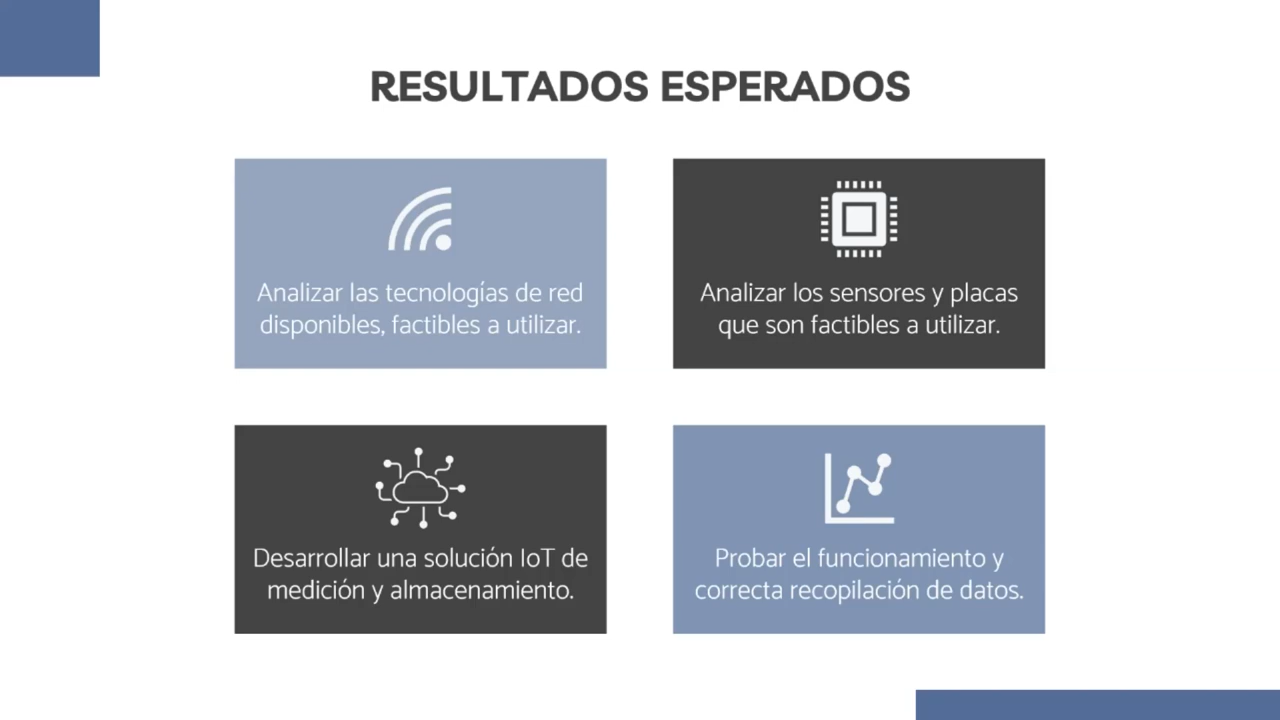 RESULTADOS ESPERADOS
Analizar las tecnologías de red
disponibles, factibles a utilizar.
Analizar los sensores y placas
que son factibles a utilizar.
Desarrollar una solución IoT de
medición y almacenamiento.
Probar el funcionamiento y
correcta recopilación de datos.